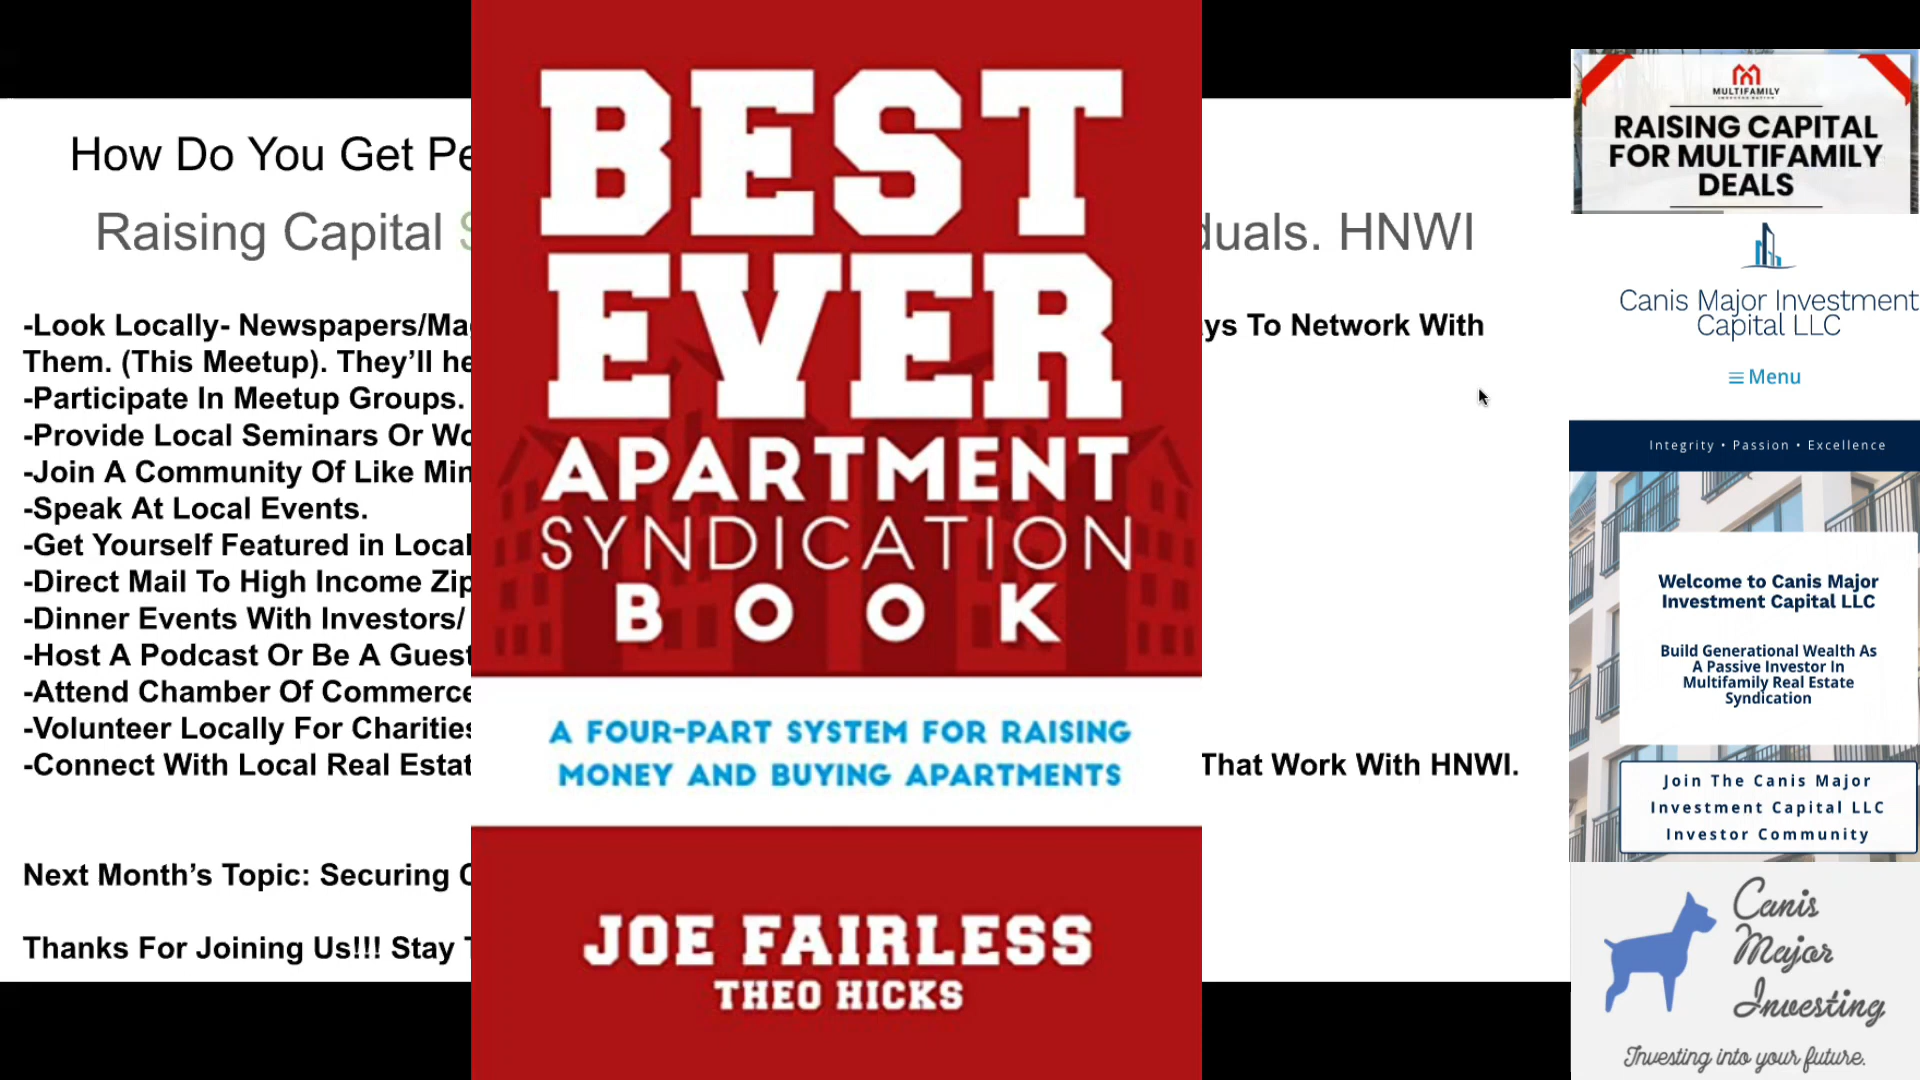 How Do You Get
Raising Capital
duals. HNWI
-Look Locally- Newspapers/
ys To Network With
Them. (This Meetup). They’ll
-Participate In Meetup Groups.
-Provide Local Seminars Or
-Join A Community Of Like
-Speak At Local Events.
-Get Yourself Featured in Local
-Direct Mail To High Income Zip
-Dinner Events With Investors/
-Host A Podcast Or Be A Guest
-Attend Chamber Of Commerce
-Volunteer Locally For Charities
-Connect With Local Real
That Work With HNWI.
Next Month’s Topic: Securing
Thanks For Joining Us!!! Stay
BEST
EVER
APARTMENT
SYNDICATION
BOOK
A FOUR-PART SYSTEM FOR RAISING
MONEY AND BUYING APARTMENTS
JOE FAIRLESS
THEO HICKS
MULTIFAMILY
RAISING CAPITAL
FOR MULTIFAMILY
DEALS
Canis Major Investment
Capital LLC
Menu
Integrity • Passion • Excellence
Welcome to Canis Major
Investment Capital LLC
Build Generational Wealth As
A Passive Investor In
Multifamily Real Estate
Syndication
Join The Canis Major
Investment Capital LLC
Investor Community
Canis
Major
Investing
Investing into your future.